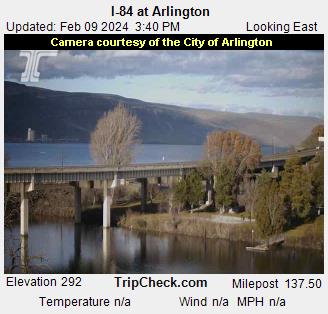 I-84 at Arlington
Updated: Feb 09 2024 3:40 PM Looking East
Camera courtesy of the City of Arlington
Elevation 292 TripCheck.com Milepost 137.50
Temperature n/a Wind n/a MPH n/a